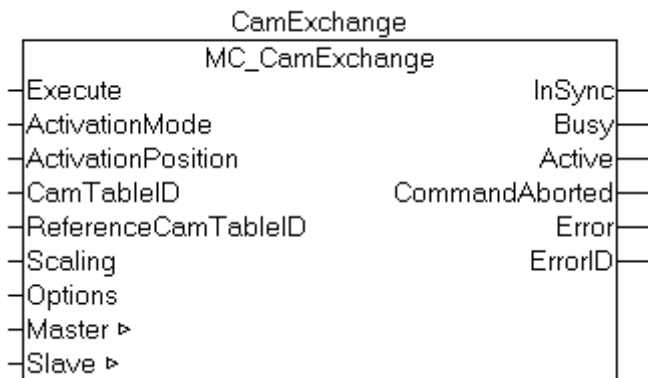 CamExchange
MC_CamExchange
Execute InSync
ActivationMode Busy
ActivationPosition Active
CamTableID CommandAborted
ReferenceCamTableID Error
Scaling ErrorID
Options
Master
Slave